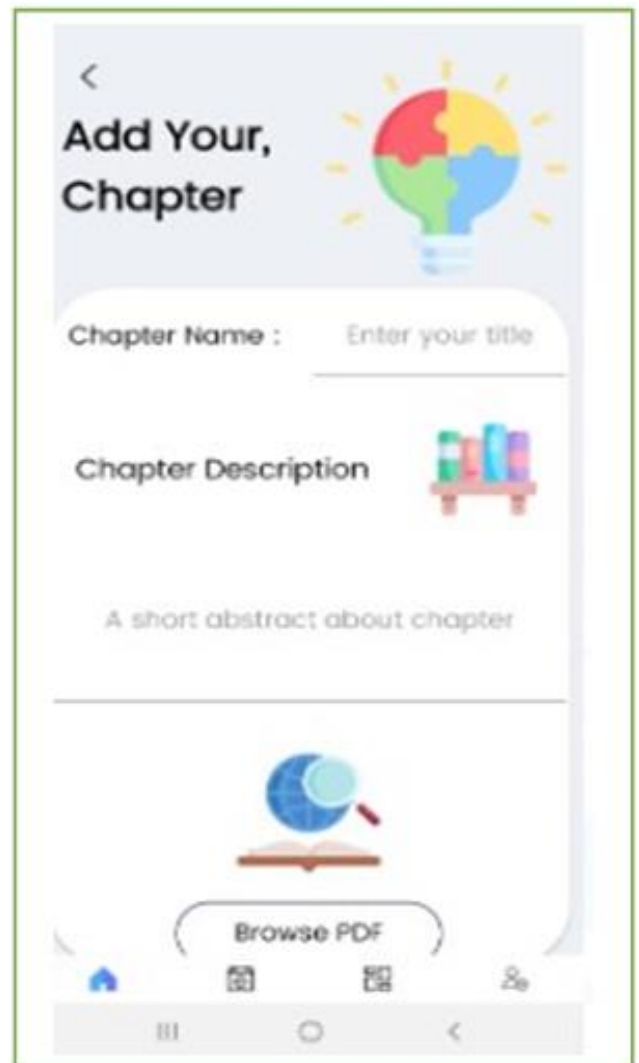 Add Your,
Chapter
Chapter Name : Enter your title
Chapter Description
A short abstract about chapter
Browse PDF